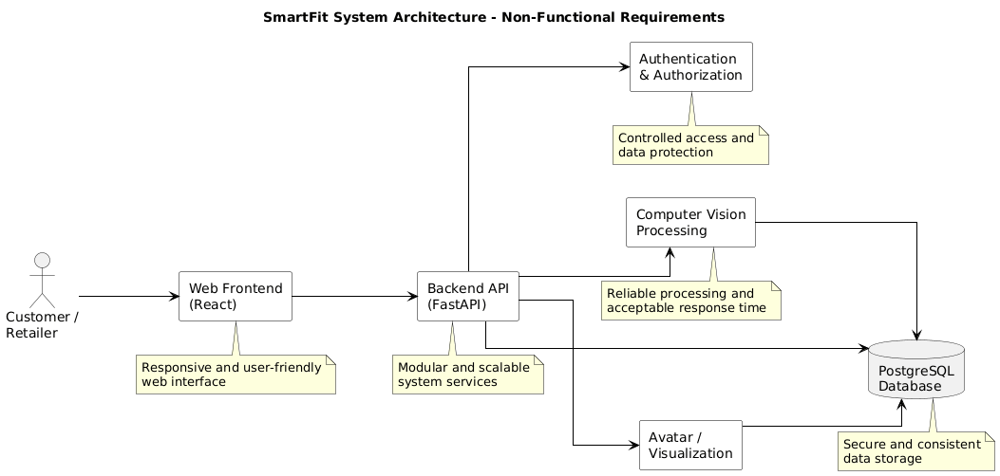 SmartFit System Architecture - Non-Functional Requirements
Authentication
& Authorization
Controlled access and
data protection
Computer Vision
Processing
Reliable processing and
acceptable response time
Customer /
Retailer
Web Frontend
(React)
Responsive and user-friendly
web interface
Backend API
(FastAPI)
Modular and scalable
system services
PostgreSQL
Database
Secure and consistent
data storage
Avatar /
Visualization